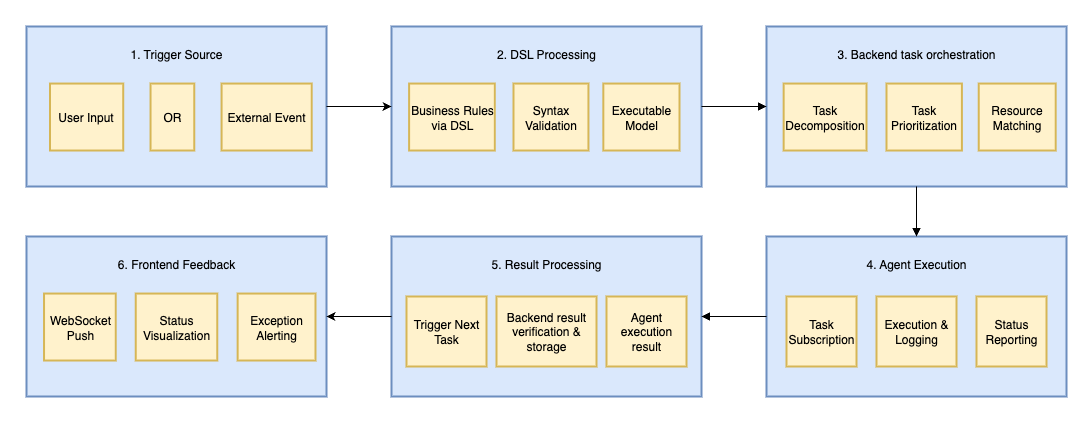 1. Trigger Source
User Input
OR
External Event
2. DSL Processing
Business Rules
via DSL
Syntax
Validation
Executable
Model
3. Backend task orchestration
Task
Decomposition
Task
Prioritization
Resource
Matching
6. Frontend Feedback
WebSocket
Push
Status
Visualization
Exception
Alerting
5. Result Processing
Trigger Next
Task
Backend result
verification &
storage
Agent
execution
result
4. Agent Execution
Task
Subscription
Execution &
Logging
Status
Reporting